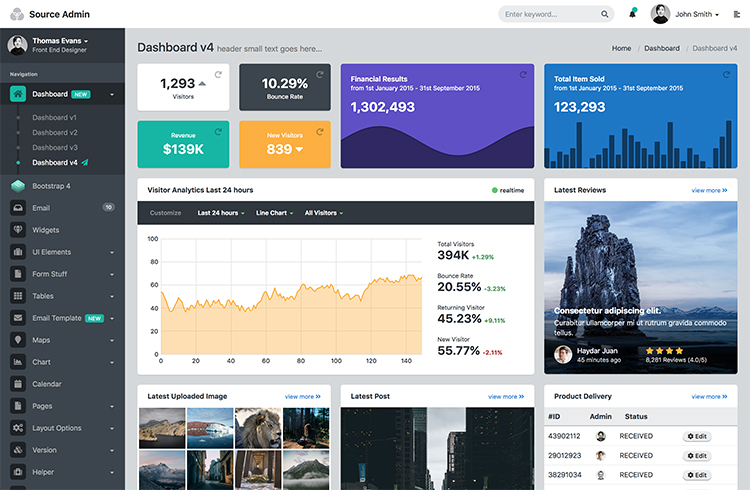 Source Admin
Enter keyword...
John Smith
Thomas Evans
Front End Designer
Navigation
Dashboard NEW
Dashboard v1
Dashboard v2
Dashboard v3
Dashboard v4
Bootstrap 4
Email 10
Widgets
UI Elements
Form Stuff
Tables
Email Template NEW
Maps
Chart
Calendar
Pages
Layout Options
Version
Helper
Dashboard v4 header small text goes here...
Home / Dashboard / Dashboard v4
1,293
Visitors
10.29%
Bounce Rate
Revenue
$139K
New Visitors
839
Financial Results
from 1st January 2015 - 31st September 2015
1,302,493
Total Item Sold
from 1st January 2015 - 31st September 2015
123,293
Visitor Analytics Last 24 hours
realtime
Customize Last 24 hours Line Chart All Visitors
100
80
60
40
20
0
0 20 40 60 80 100 120 140
Total Visitors
394K +1.29%
Bounce Rate
20.55% -3.23%
Returning Visitor
45.23% +9.11%
New Visitor
55.77% -2.11%
Latest Reviews view more
Consectetur adipiscing elit.
Curabitur ullamcorper mi ut rutrum gravida commodo
tellus.
Haydar Juan
45 minutes ago
8,281 Reviews (4.0/5)
Latest Uploaded Image view more
Latest Post view more
Product Delivery view more
#ID Admin Status
43902112 RECEIVED Edit
29012923 RECEIVED Edit
38291034 RECEIVED Edit